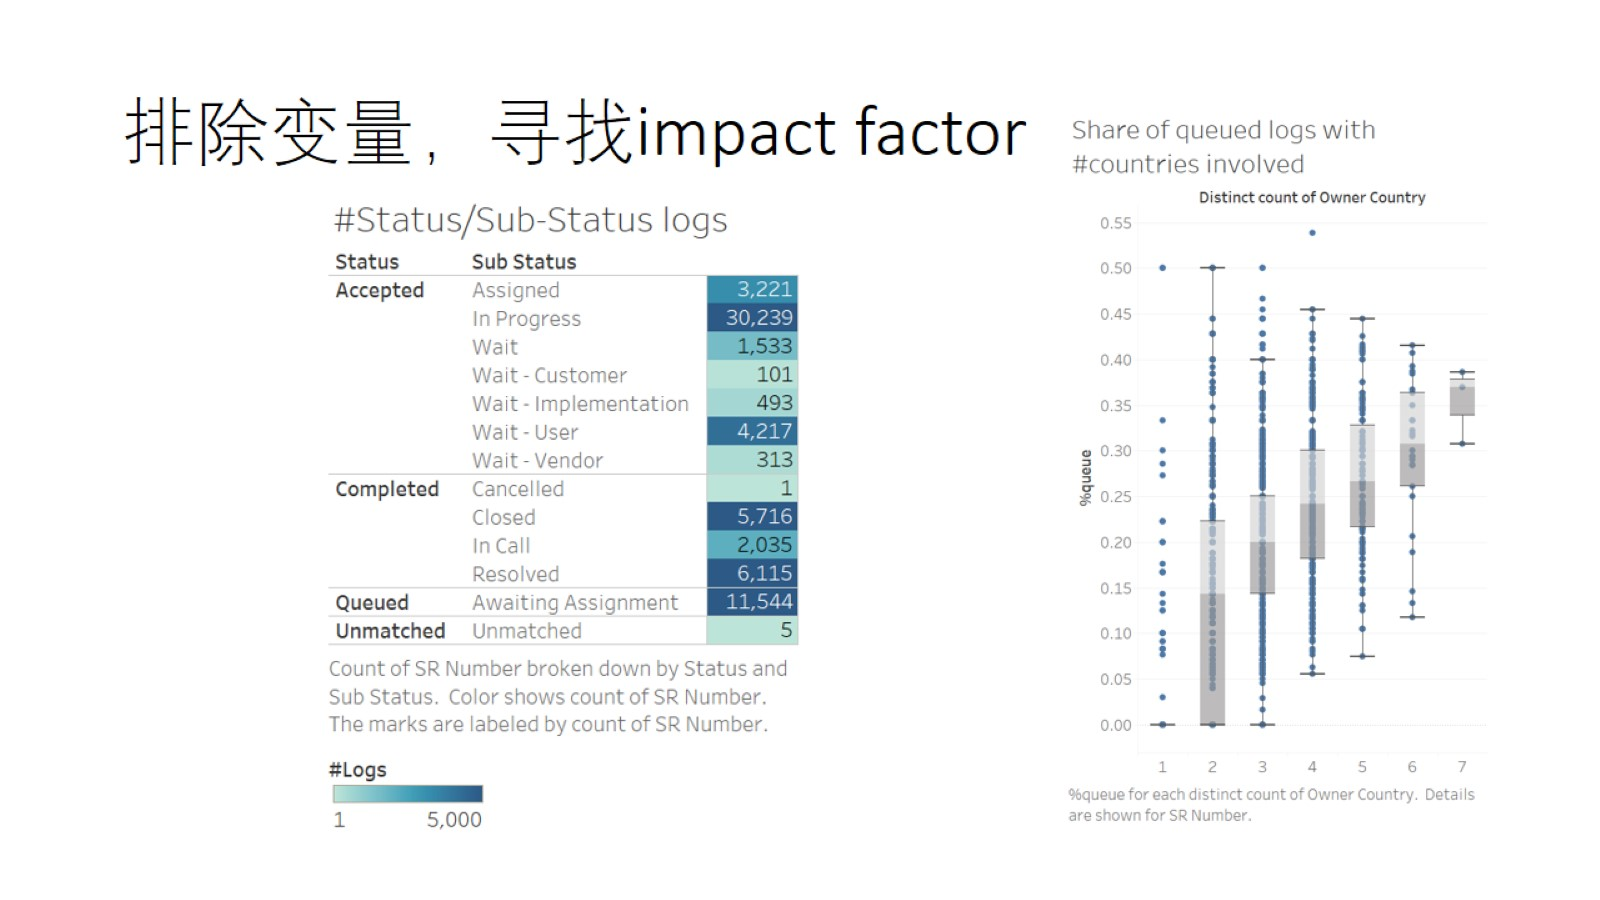 排除变量，寻找impact factor
#Status/Sub-Status logs
Status Sub Status
Accepted Assigned 3,221
In Progress 30,239
Wait 1,533
Wait - Customer 101
Wait - Implementation 493
Wait - User 4,217
Wait - Vendor 313
Completed Cancelled 1
Closed 5,716
In Call 2,035
Resolved 6,115
Queued Awaiting Assignment 11,544
Unmatched Unmatched 5
Count of SR Number broken down by Status and
Sub Status. Color shows count of SR Number.
The marks are labeled by count of SR Number.
#Logs
1 5,000
Share of queued logs with
#countries involved
Distinct count of Owner Country
0.55
0.50
0.45
0.40
0.35
0.30
0.25
0.20
0.15
0.10
0.05
0.00
%queue
1 2 3 4 5 6 7
%queue for each distinct count of Owner Country. Details
are shown for SR Number.